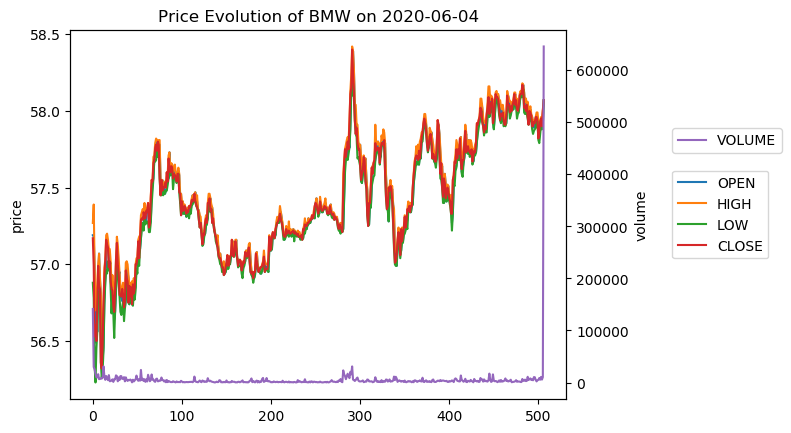 Price Evolution of BMW on 2020-06-04
58.5
58.0
57.5
57.0
56.5
price
0
100
200
300
400
500
600000
500000
400000
300000
200000
100000
0
volume
VOLUME
OPEN
HIGH
LOW
CLOSE